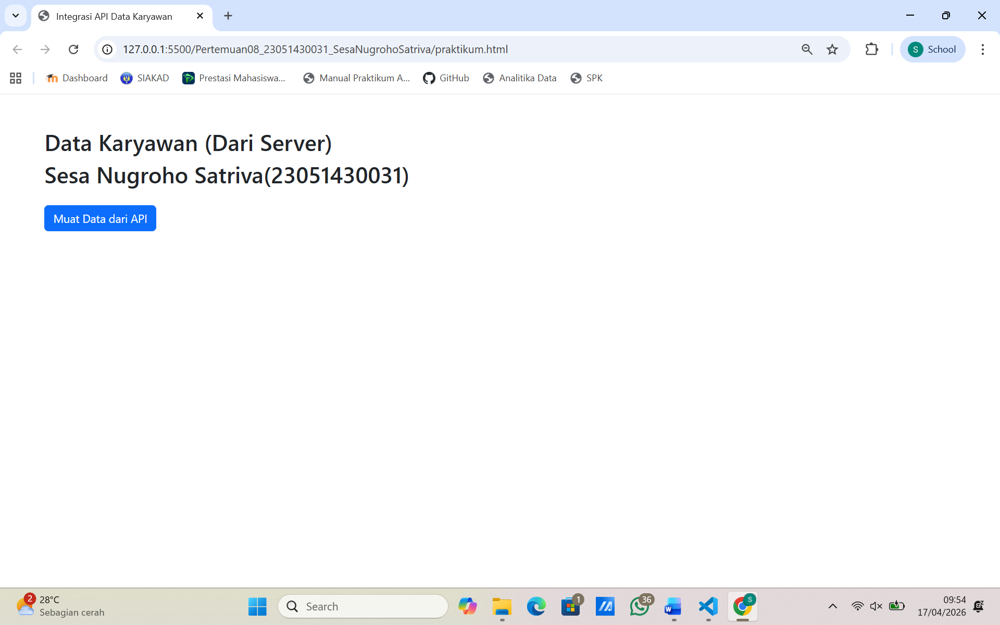 Integrasi API Data Karyawan
127.0.0.1:5500/Pertemuan08_23051430031_SesaNugrohoSatriva/praktikum.html
S School
Dashboard SIAKAD Prestasi Mahasiswa... Manual Praktikum A... GitHub Analitika Data SPK
Data Karyawan (Dari Server)
Sesa Nugroho Satriva(23051430031)
Muat Data dari API
2 28°C
Sebagian cerah
Search
1
36
W
S
09:54
17/04/2026